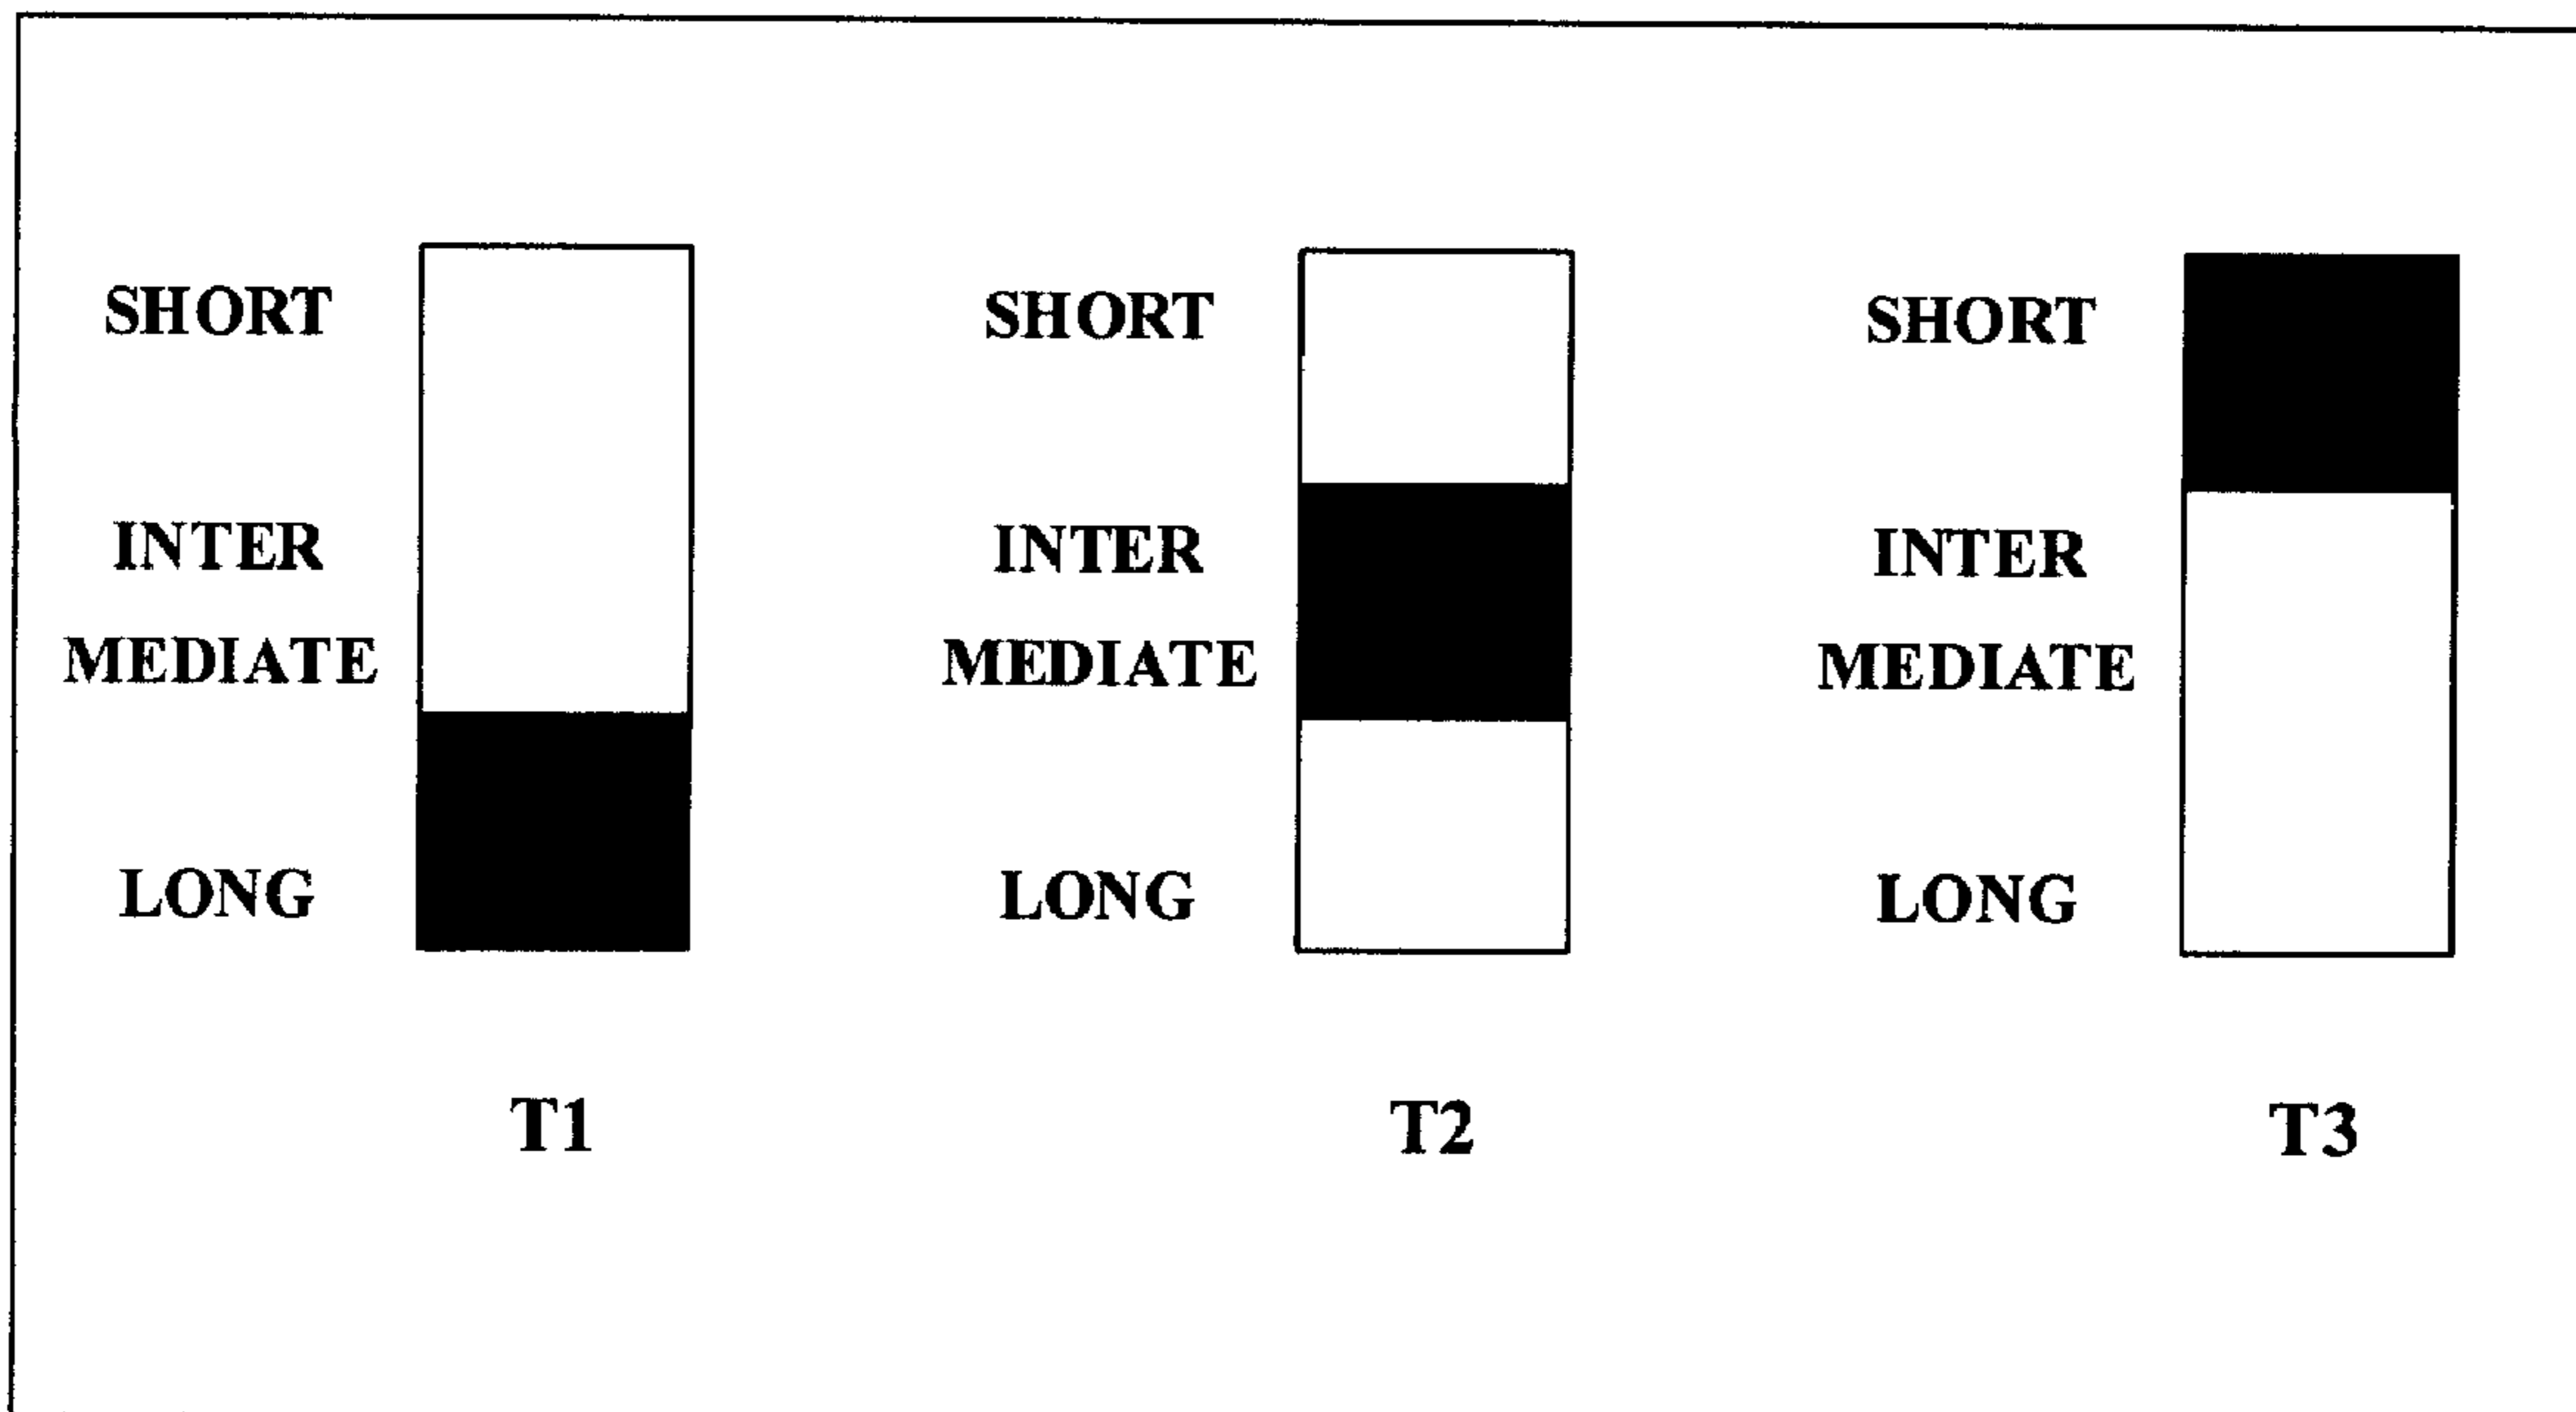 SHORT SHORT SHORT
INTER INTER INTER
MEDIATE MEDIATE MEDIATE
LONG LONG LONG
T1 T2 T3